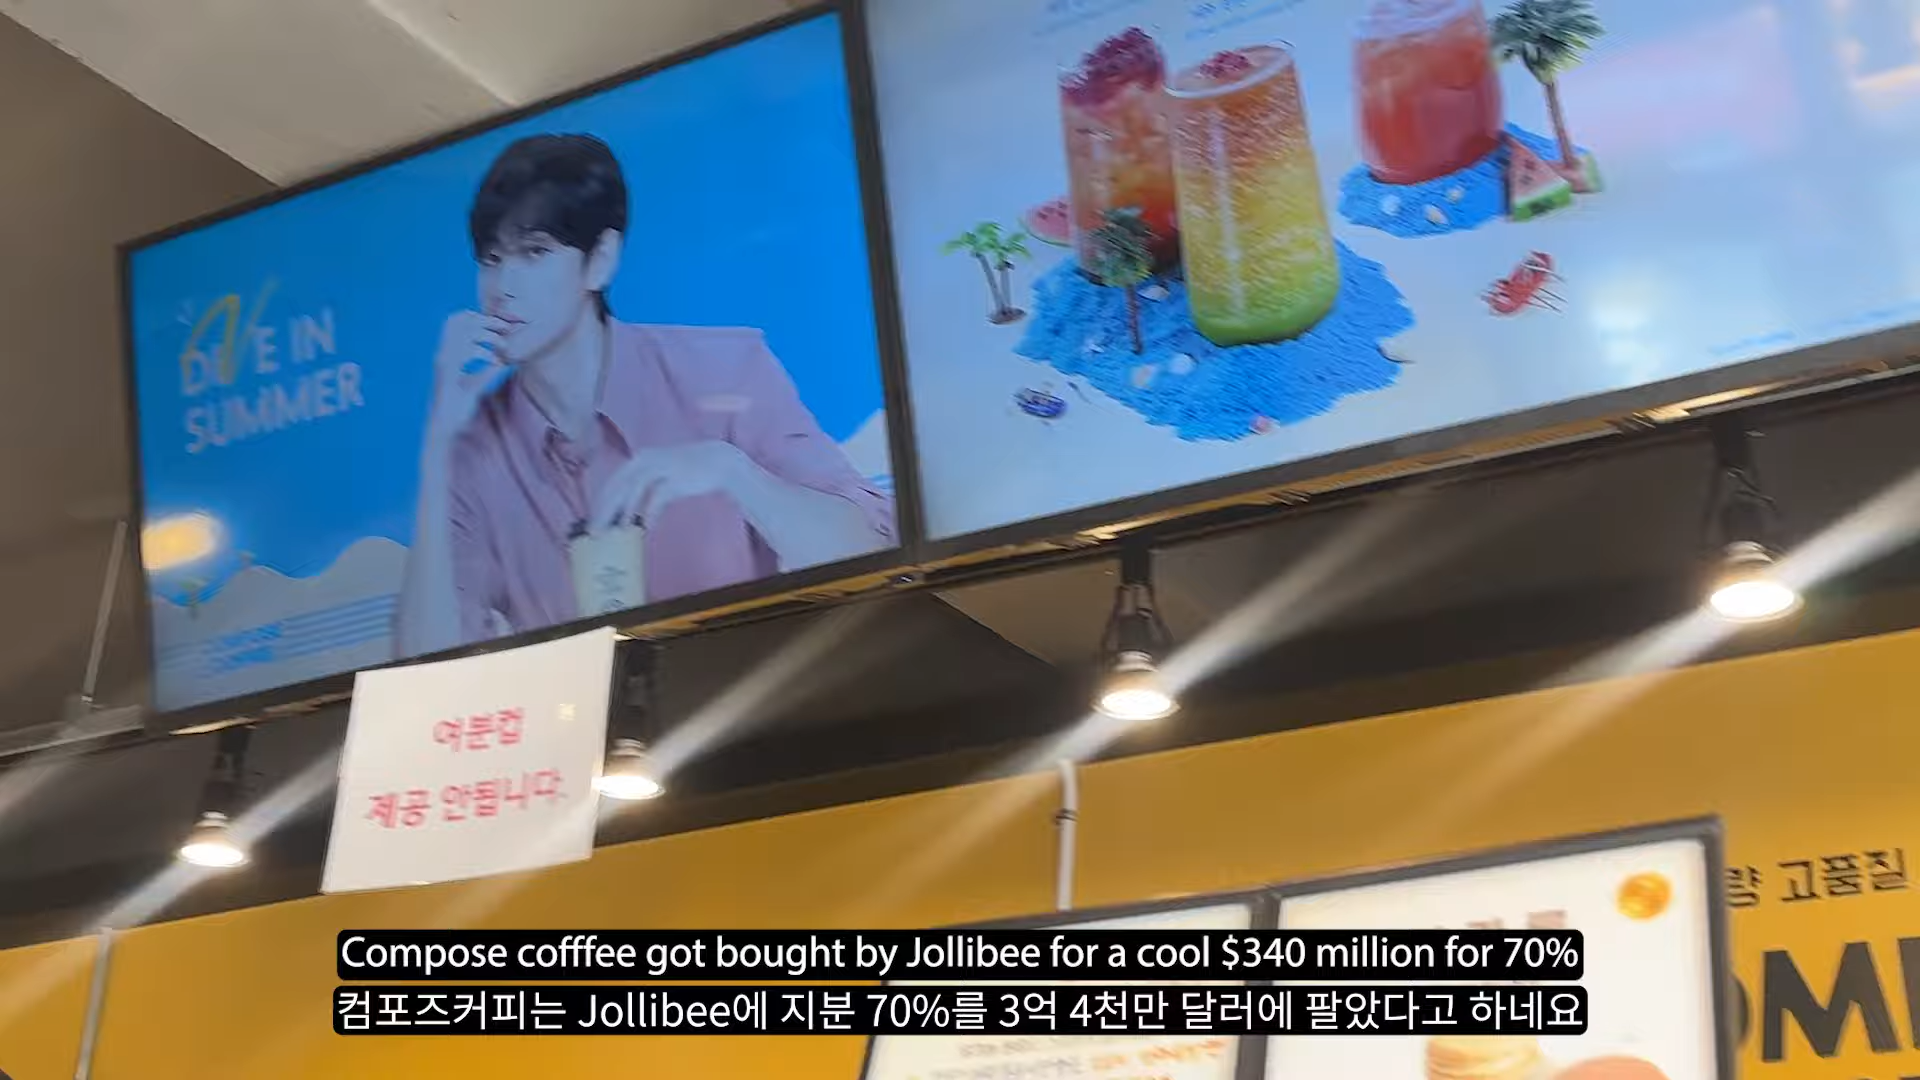 DIVE IN
SUMMER
여분컵
제공 안됩니다.
량 고품질
OM
Compose cofffee got bought by Jollibee for a cool $340 million for 70%
컴포즈커피는 Jollibee에 지분 70%를 3억 4천만 달러에 팔았다고 하네요